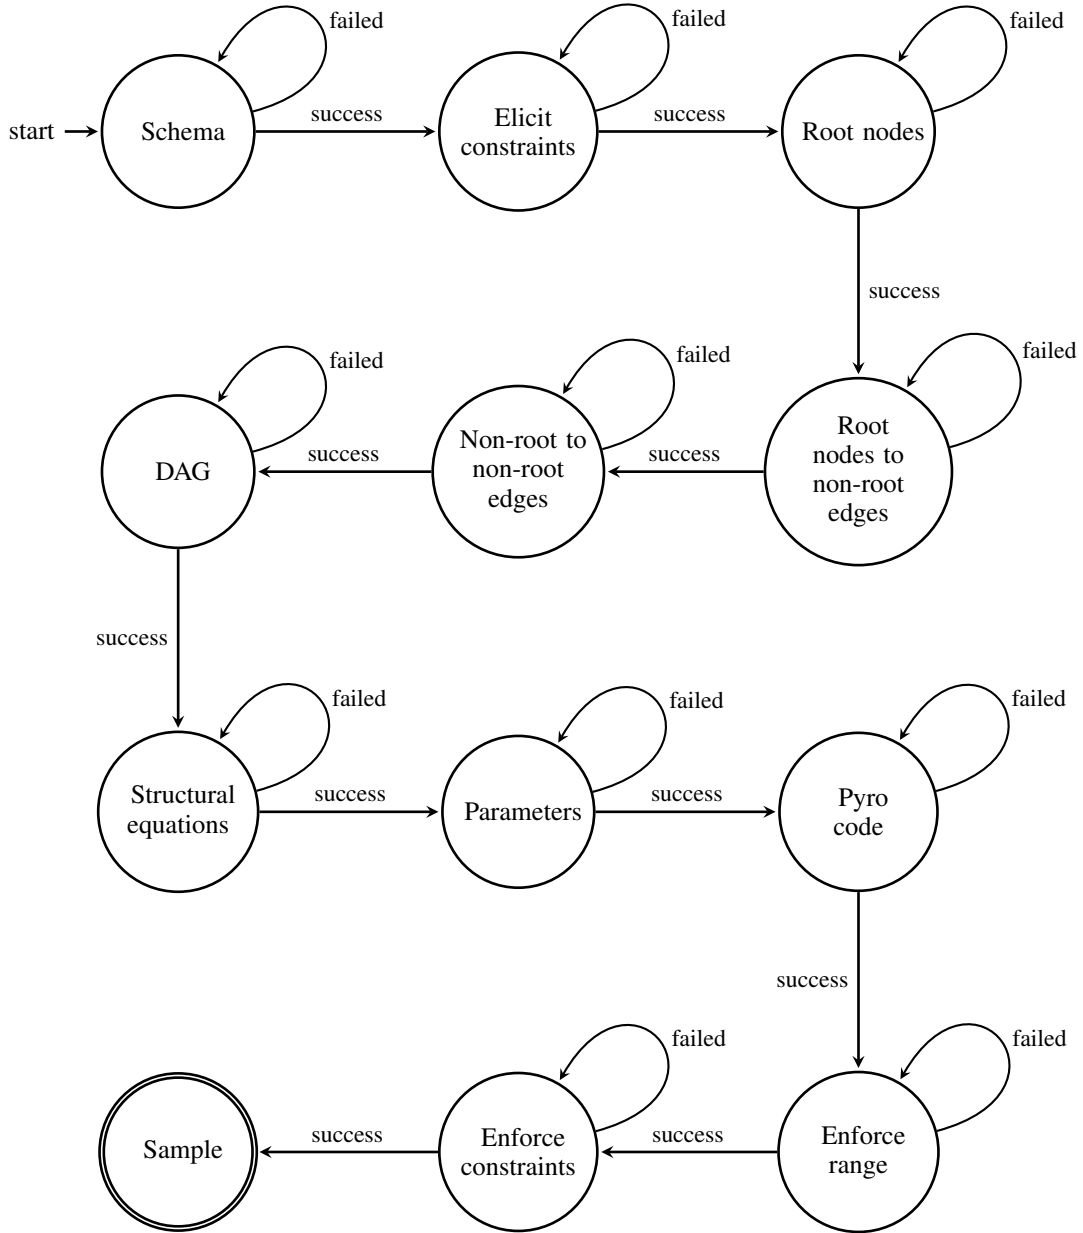 failed
failed
failed
start
success
success
Schema
Elicit
constraints
Root nodes
success
failed
failed
failed
DAG
success
Non-root to
non-root
edges
success
Root
nodes to
non-root
edges
success
failed
failed
failed
Structural
equations
success
Parameters
success
Pyro
code
success
failed
failed
Sample
success
Enforce
constraints
success
Enforce
range